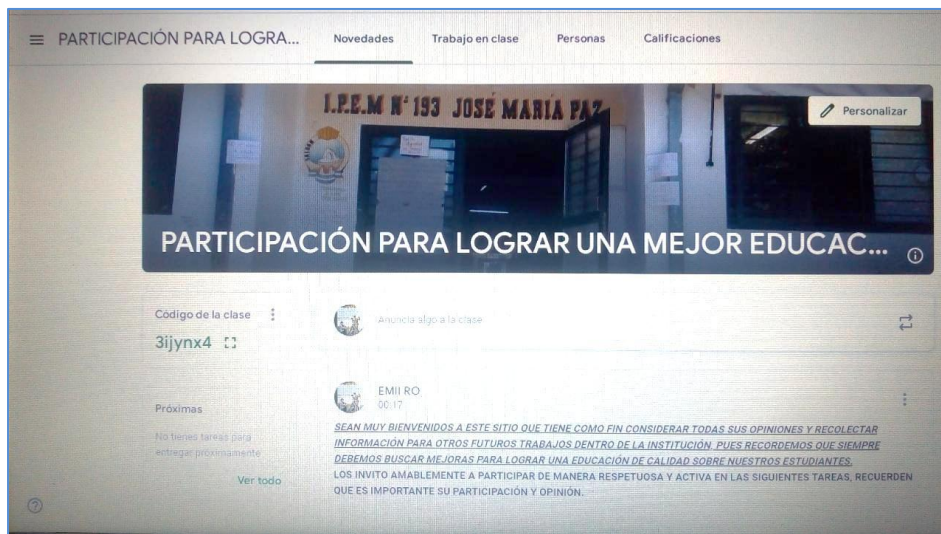 PARTICIPACIÓN PARA LOGRA...
Novedades
Trabajo en clase
Personas
Calificaciones
I.P.E.M Nº 193 JOSÉ MARÍA PAZ
Personalizar
PARTICIPACIÓN PARA LOGRAR UNA MEJOR EDUCAC...
Código de la clase
3ijynx4
Anuncia algo a la clase
EMII RO
00:17
SEAN MUY BIENVENIDOS A ESTE SITIO QUE TIENE COMO FIN CONSIDERAR TODAS SUS OPINIONES Y RECOLECTAR
INFORMACIÓN PARA OTROS FUTUROS TRABAJOS DENTRO DE LA INSTITUCIÓN, PUES RECORDEMOS QUE SIEMPRE
DEBEMOS BUSCAR MEJORAS PARA LOGRAR UNA EDUCACIÓN DE CALIDAD SOBRE NUESTROS ESTUDIANTES.
LOS INVITO AMABLEMENTE A PARTICIPAR DE MANERA RESPETUOSA Y ACTIVA EN LAS SIGUIENTES TAREAS, RECUERDEN
QUE ES IMPORTANTE SU PARTICIPACIÓN Y OPINIÓN.
Próximas
No tienes tareas para
entregar próximamente
Ver todo